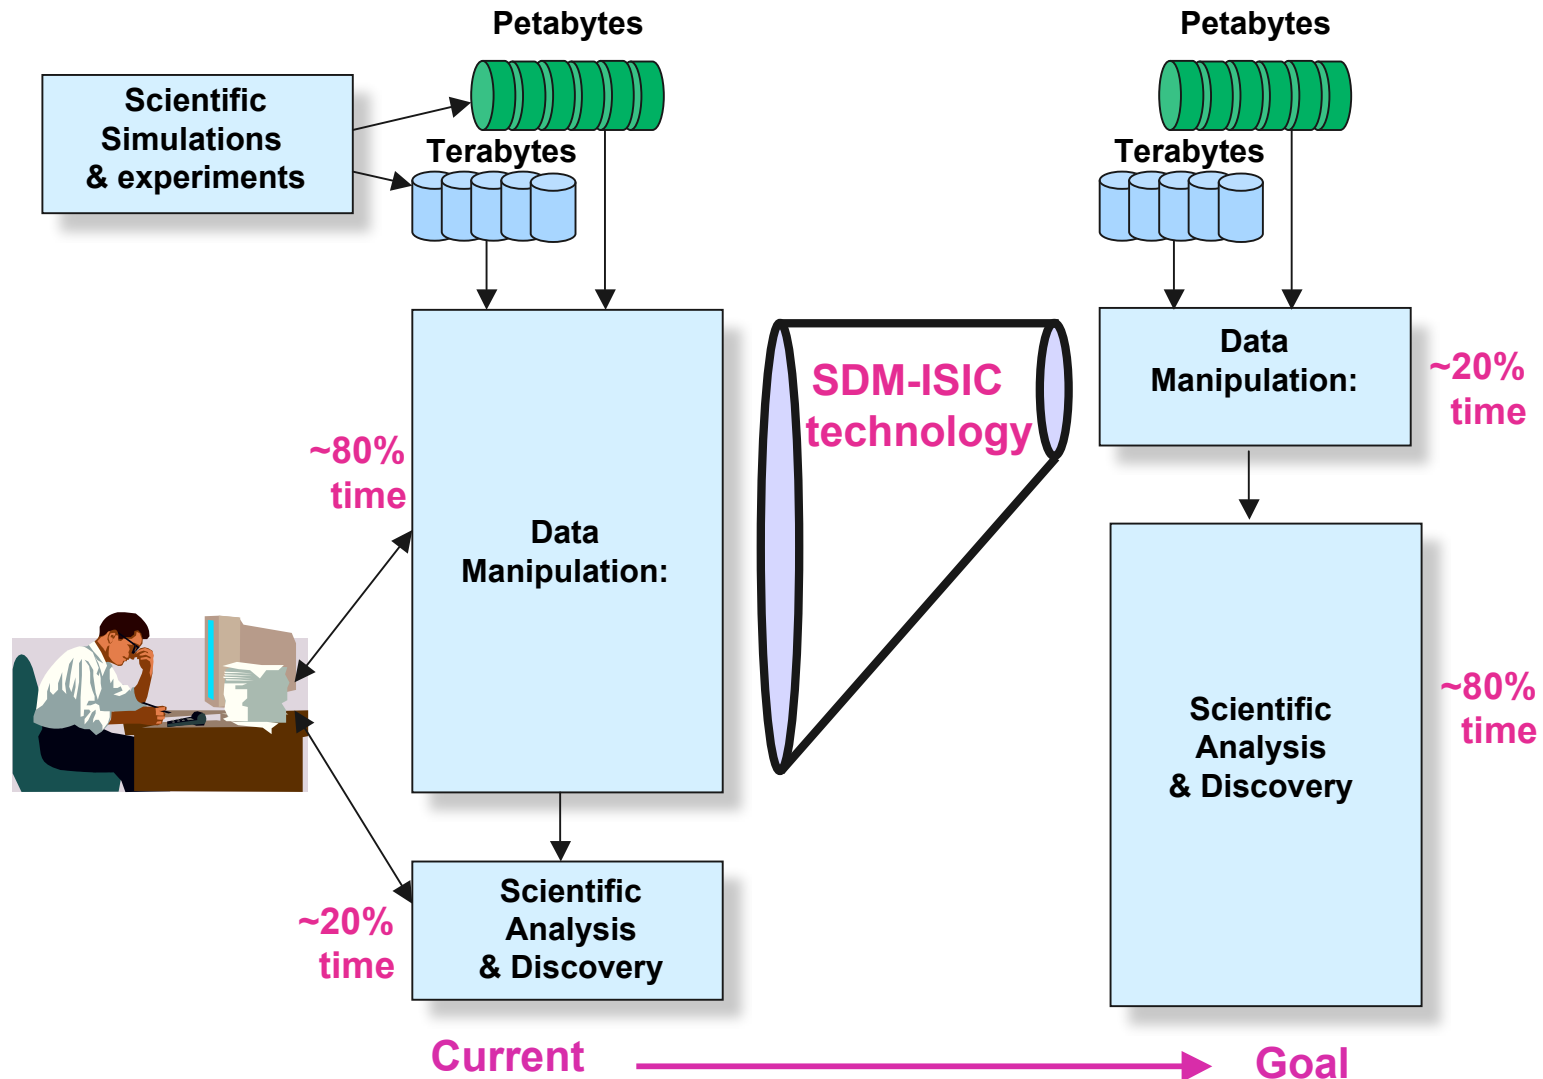 Petabytes
Scientific
Simulations
& experiments
Terabytes
~80%
time
Data
Manipulation:
~20%
time
Scientific
Analysis
& Discovery
SDM-ISIC
technology
Petabytes
Terabytes
Data
Manipulation:
~20%
time
Scientific
Analysis
& Discovery
~80%
time
Current
Goal